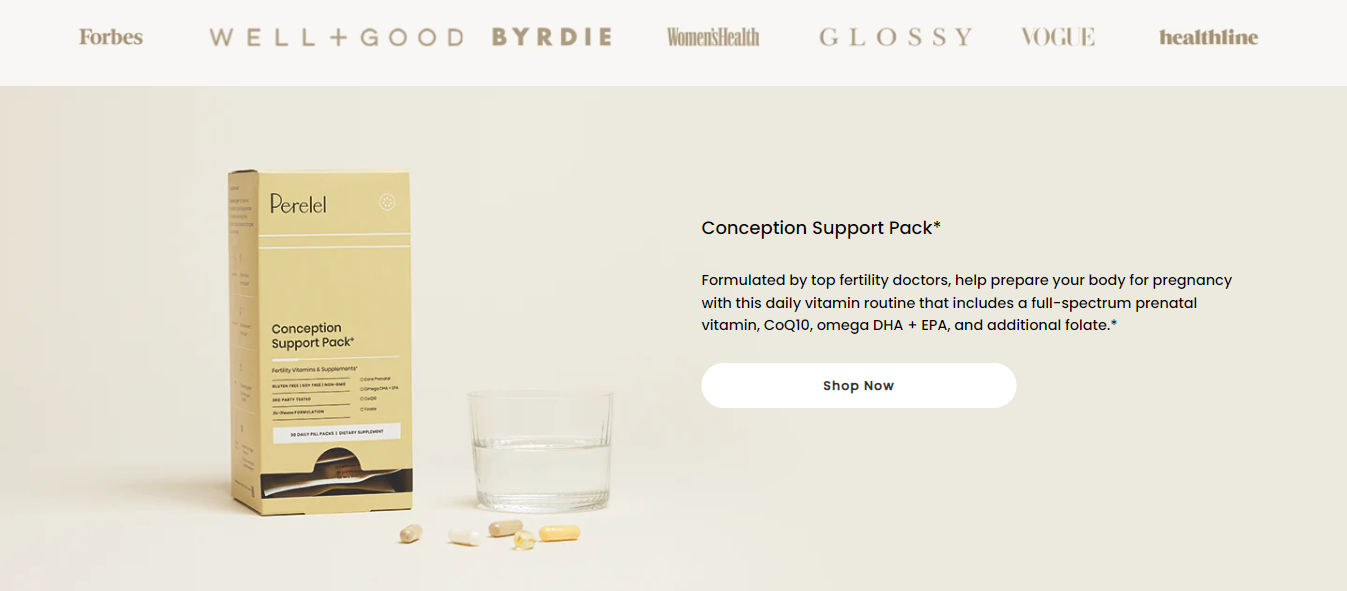 Forbes
WELL+GOOD
BYRDIE
Women'sHealth
GLOSSY
VOGUE
healthline
Perelel
Conception
Support Pack*
Fertility Vitamins & Supplements*
GLUTEN FREE | SOY FREE | NON-GMO
3RD PARTY TESTED
FORMULATION
Core Prenatal
Omega DHA + EPA
CoQ10
Folate
30 DAILY PILL PACKS | DIETARY SUPPLEMENT
Conception Support Pack*
Formulated by top fertility doctors, help prepare your body for pregnancy
with this daily vitamin routine that includes a full-spectrum prenatal
vitamin, CoQ10, omega DHA + EPA, and additional folate.*
Shop Now